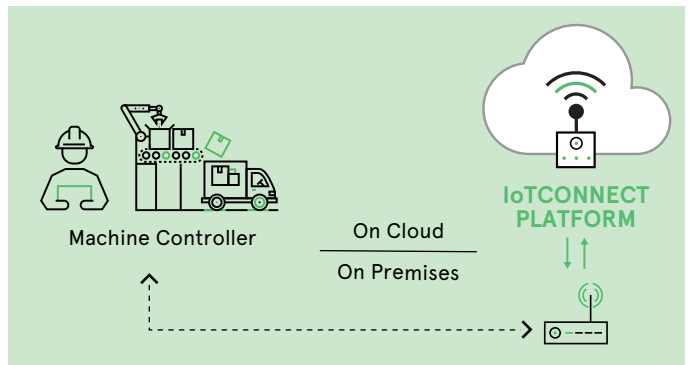 IoTCONNECT
PLATFORM
Machine Controller
On Cloud
On Premises